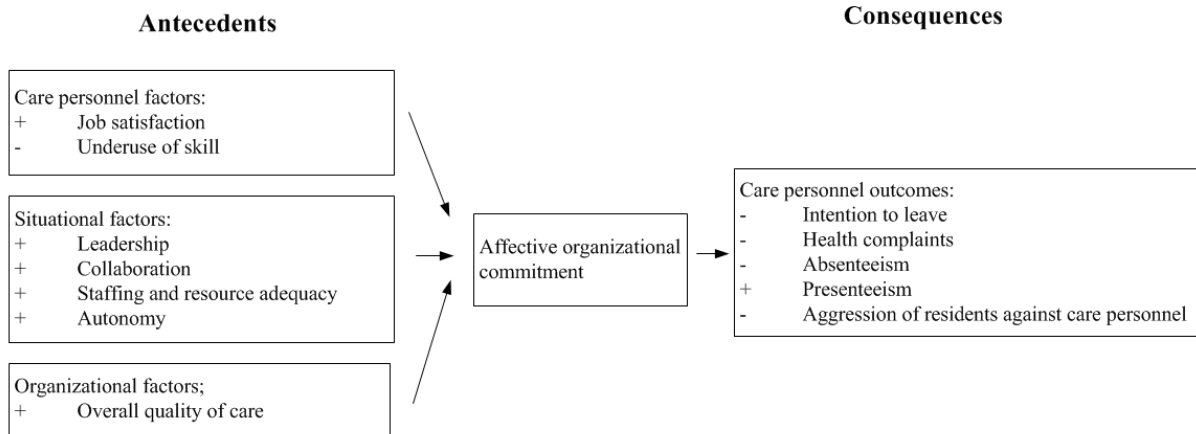 Antecedents
Consequences
Care personnel factors:
+ Job satisfaction
- Underuse of skill
Situational factors:
+ Leadership
+ Collaboration
+ Staffing and resource adequacy
+ Autonomy
Organizational factors;
+ Overall quality of care
Affective organizational
commitment
Care personnel outcomes:
- Intention to leave
- Health complaints
- Absenteeism
+ Presenteeism
- Aggression of residents against care personnel